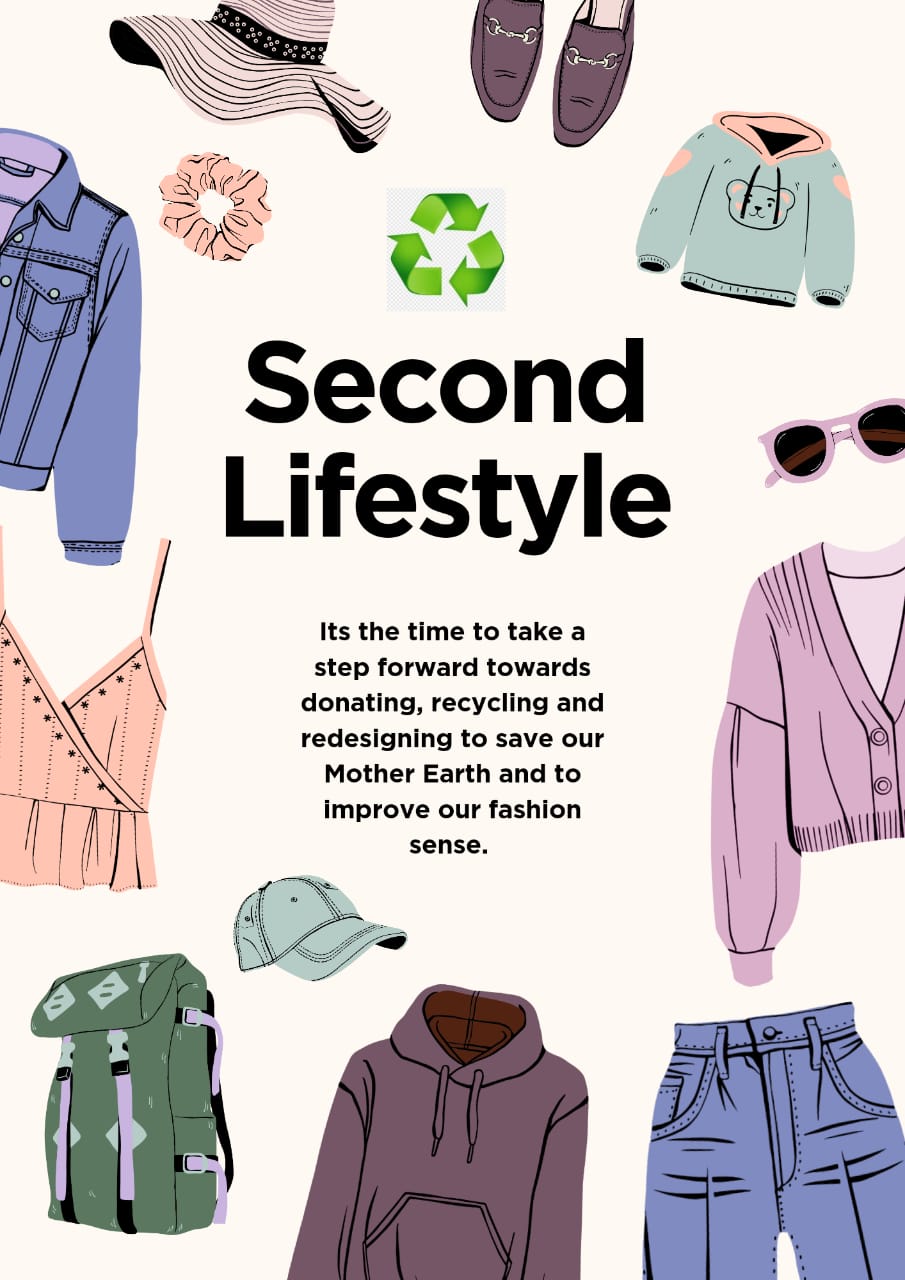 Second
Lifestyle
Its the time to take a
step forward towards
donating, recycling and
redesigning to save our
Mother Earth and to
improve our fashion
sense.